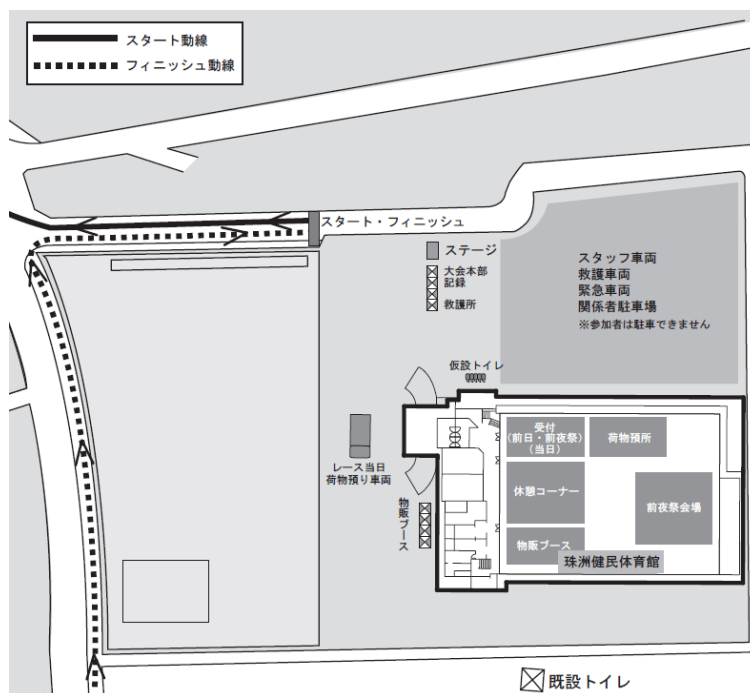 スタート動線
フィニッシュ動線
スタート・フィニッシュ
ステージ
大会本部
記録
救護所
スタッフ車両
救護車両
緊急車両
関係者駐車場
※参加者は駐車できません
仮設トイレ
受付
(前日・前夜祭)
(当日)
荷物預所
レース当日
荷物預り車両
休憩コーナー
前夜祭会場
物販ブース
物販ブース
珠洲健民体育館
既設トイレ